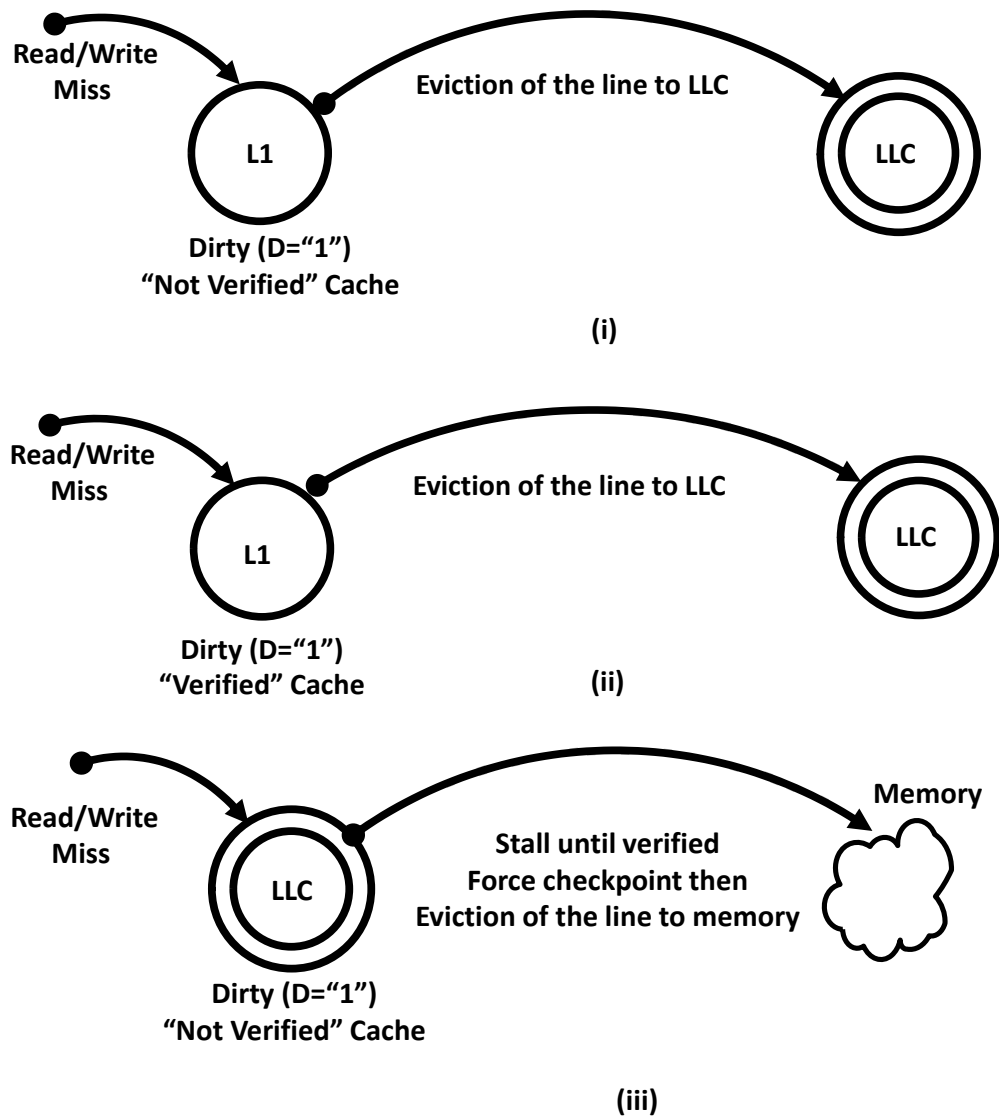 Read/Write
Miss
L1
Eviction of the line to LLC
LLC
Dirty (D=“1”)
“Not Verified” Cache
(i)
Read/Write
Miss
L1
Eviction of the line to LLC
LLC
Dirty (D=“1”)
“Verified” Cache
(ii)
Read/Write
Miss
LLC
Stall until verified
Force checkpoint then
Eviction of the line to memory
Memory
Dirty (D=“1”)
“Not Verified” Cache
(iii)